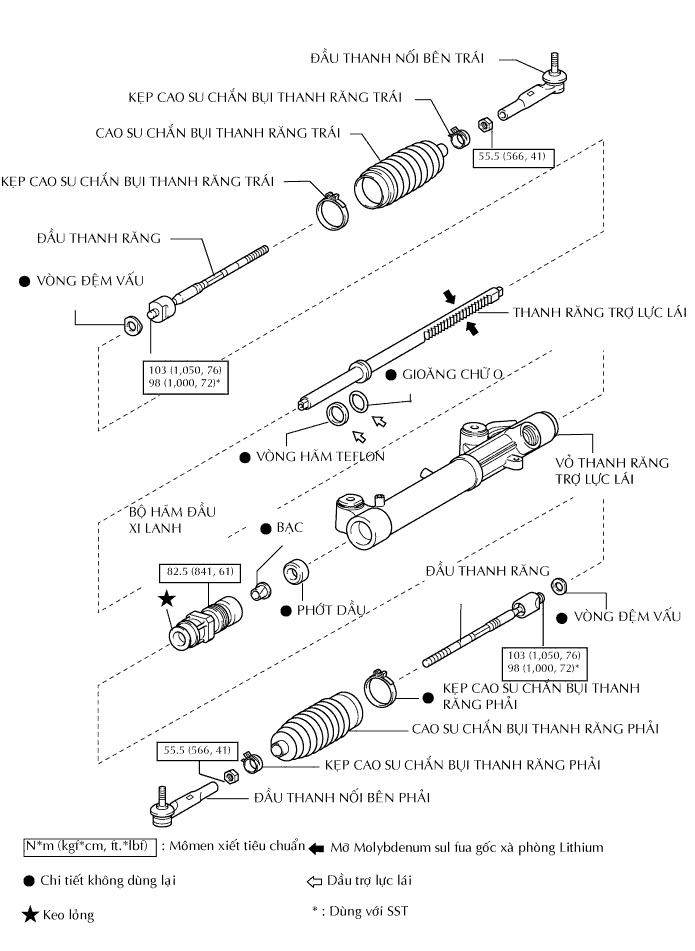 ĐẦU THANH NỐI BÊN TRÁI
KẸP CAO SU CHẮN BỤI THANH RĂNG TRÁI
CAO SU CHẮN BỤI THANH RĂNG TRÁI
55.5 (566, 41)
KẸP CAO SU CHẮN BỤI THANH RĂNG TRÁI
ĐẦU THANH RĂNG
VÒNG ĐỆM VẤU
THANH RĂNG TRỢ LỰC LÁI
103 (1,050, 76)
98 (1,000, 72)*
GIOĂNG CHỮ O
VÒNG HÃM TEFLON
VỎ THANH RĂNG
TRỢ LỰC LÁI
BỘ HÃM ĐẦU
XI LANH
BẠC
82.5 (841, 61)
ĐẦU THANH RĂNG
PHỚT DẦU
VÒNG ĐỆM VẤU
103 (1,050, 76)
98 (1,000, 72)*
KẸP CAO SU CHẮN BỤI THANH
RĂNG PHẢI
CAO SU CHẮN BỤI THANH RĂNG PHẢI
55.5 (566, 41)
KẸP CAO SU CHẮN BỤI THANH RĂNG PHẢI
ĐẦU THANH NỐI BÊN PHẢI
N*m (kgf*cm, ft.*lbf) : Mômen xiết tiêu chuẩn
Mỡ Molybdenum sul fua gốc xà phòng Lithium
Chi tiết không dùng lại
Dầu trợ lực lái
Keo lỏng
* : Dùng với SST